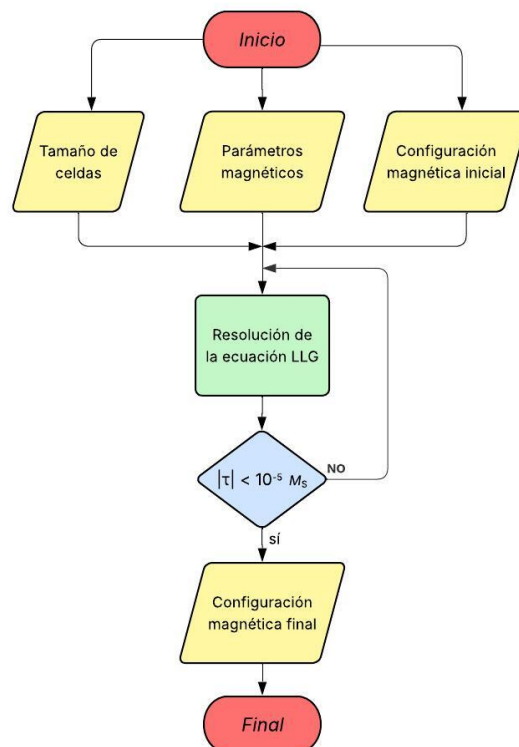 Inicio
Tamaño de
celdas
Parámetros
magnéticos
Configuración
magnética inicial
Resolución de
la ecuación LLG
|τ| < 10⁻⁵ Mₛ
NO
sí
Configuración
magnética final
Final